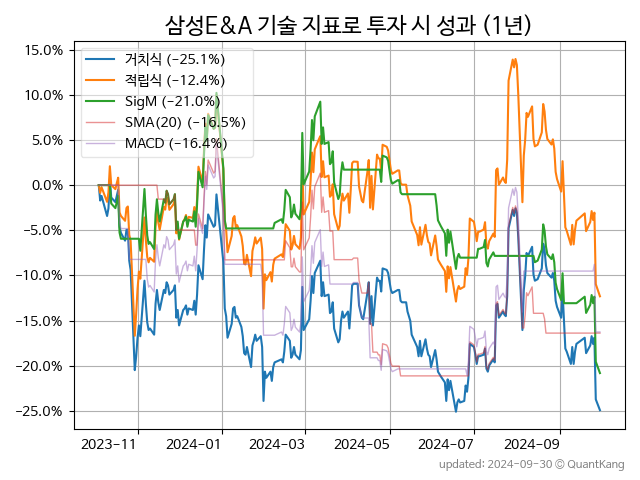 삼성E&A 기술 지표로 투자 시 성과 (1년)
15.0%
10.0%
5.0%
0.0%
−5.0%
−10.0%
−15.0%
−20.0%
−25.0%
거치식 (−25.1%)
적립식 (−12.4%)
SigM (−21.0%)
SMA(20) (−16.5%)
MACD (−16.4%)
2023-11
2024-01
2024-03
2024-05
2024-07
2024-09
updated: 2024-09-30 © QuantKang